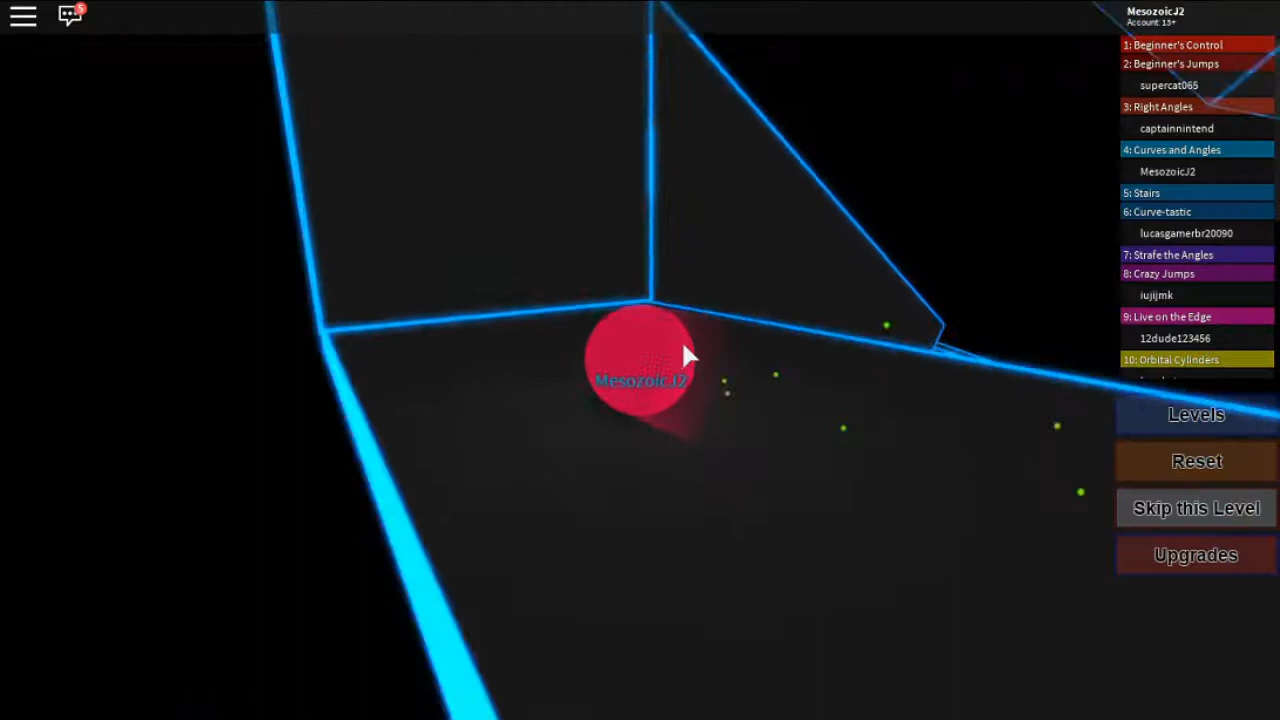 5
MesozoicJ2
Account: 13+
1: Beginner's Control
2: Beginner's Jumps
supercat065
3: Right Angles
captainnintend
4: Curves and Angles
MesozoicJ2
5: Stairs
6: Curve-tastic
lucasgamerbr20090
7: Strafe the Angles
8: Crazy Jumps
iujijmk
9: Live on the Edge
12dude123456
10: Orbital Cylinders
Levels
Reset
Skip this Level
Upgrades
MesozoicJ2